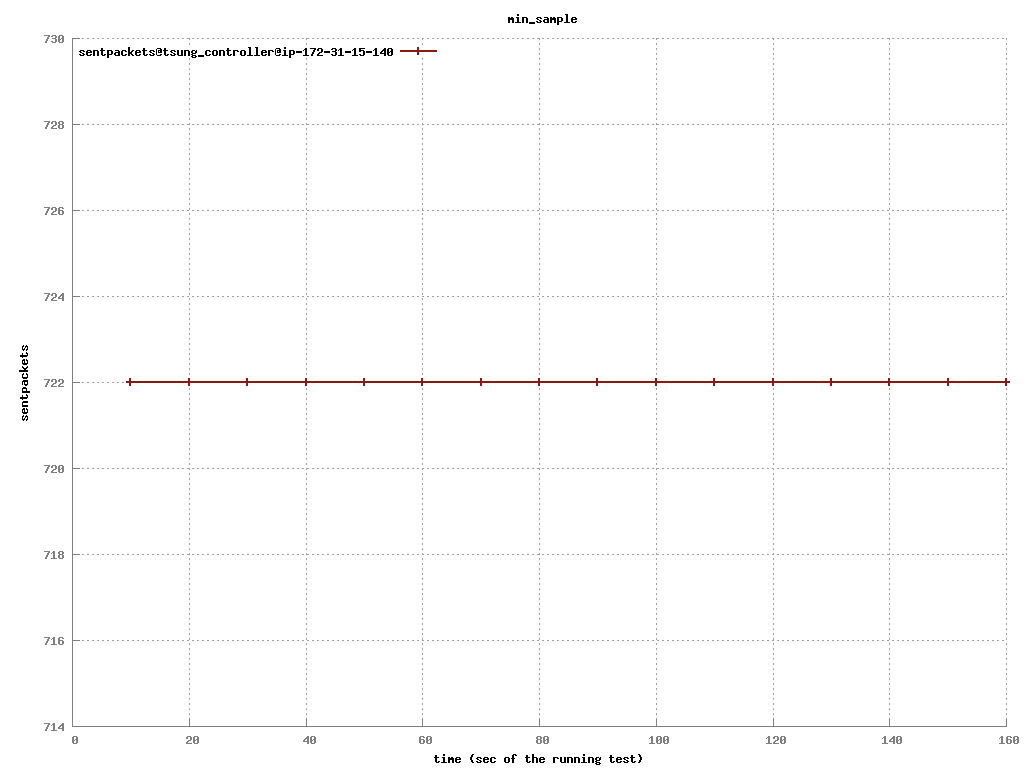 min_sample
730
sentpackets@tsung_controller@ip-172-31-15-140
728
726
724
722
720
718
716
714
sentpackets
0 20 40 60 80 100 120 140 160
time (sec of the running test)